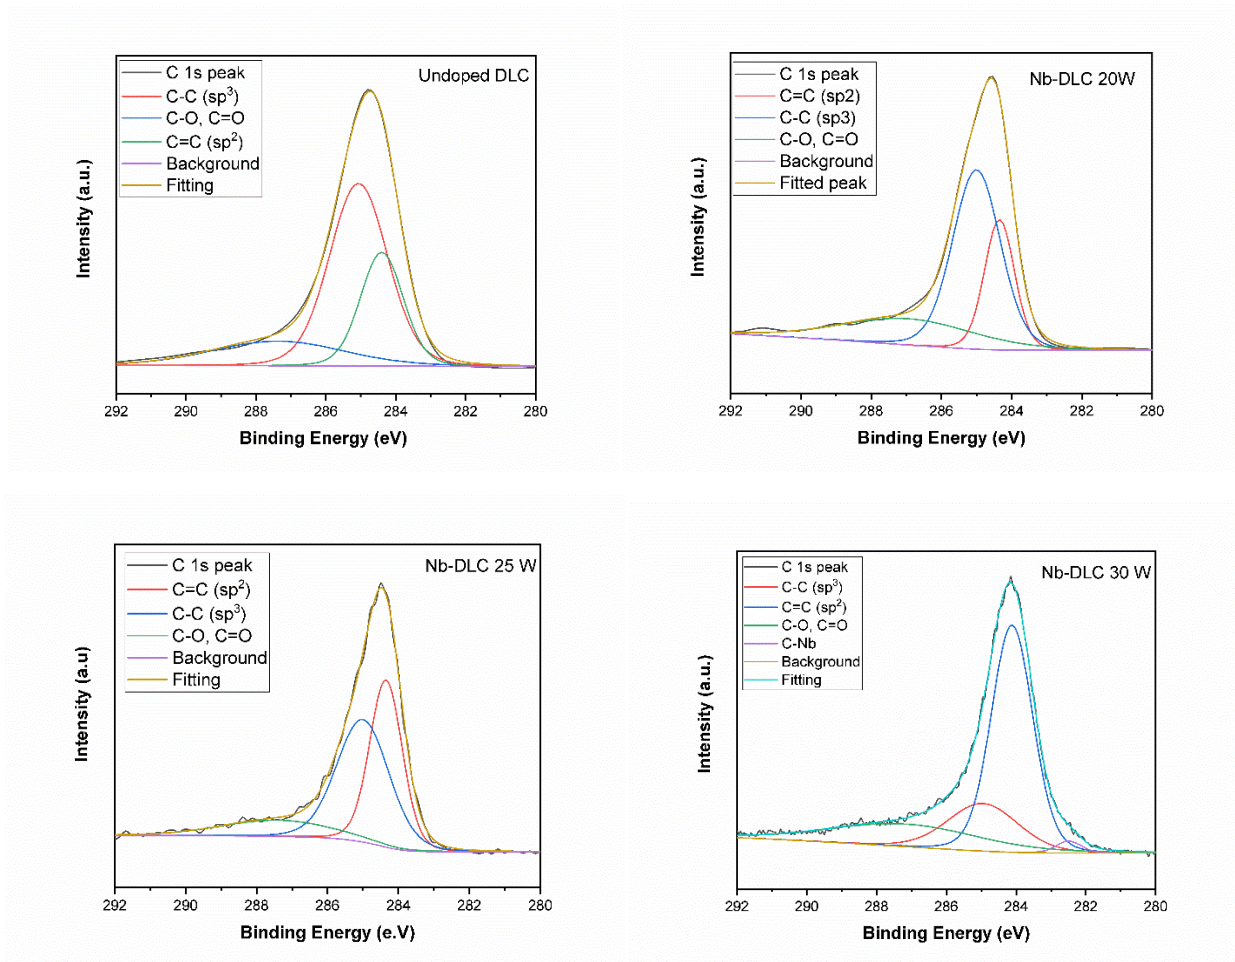 Undoped DLC
C 1s peak
C-C (sp³)
C-O, C=O
C=C (sp²)
Background
Fitting
Intensity (a.u.)
292 290 288 286 284 282 280
Binding Energy (eV)
Nb-DLC 20W
C 1s peak
C=C (sp2)
C-C (sp3)
C-O, C=O
Background
Fitted peak
Intensity (a.u.)
292 290 288 286 284 282 280
Binding Energy (eV)
Nb-DLC 25 W
C 1s peak
C=C (sp²)
C-C (sp³)
C-O, C=O
Background
Fitting
Intensity (a.u)
292 290 288 286 284 282 280
Binding Energy (e.V)
Nb-DLC 30 W
C 1s peak
C-C (sp³)
C=C (sp²)
C-O, C=O
C-Nb
Background
Fitting
Intensity (a.u.)
292 290 288 286 284 282 280
Binding Energy (eV)